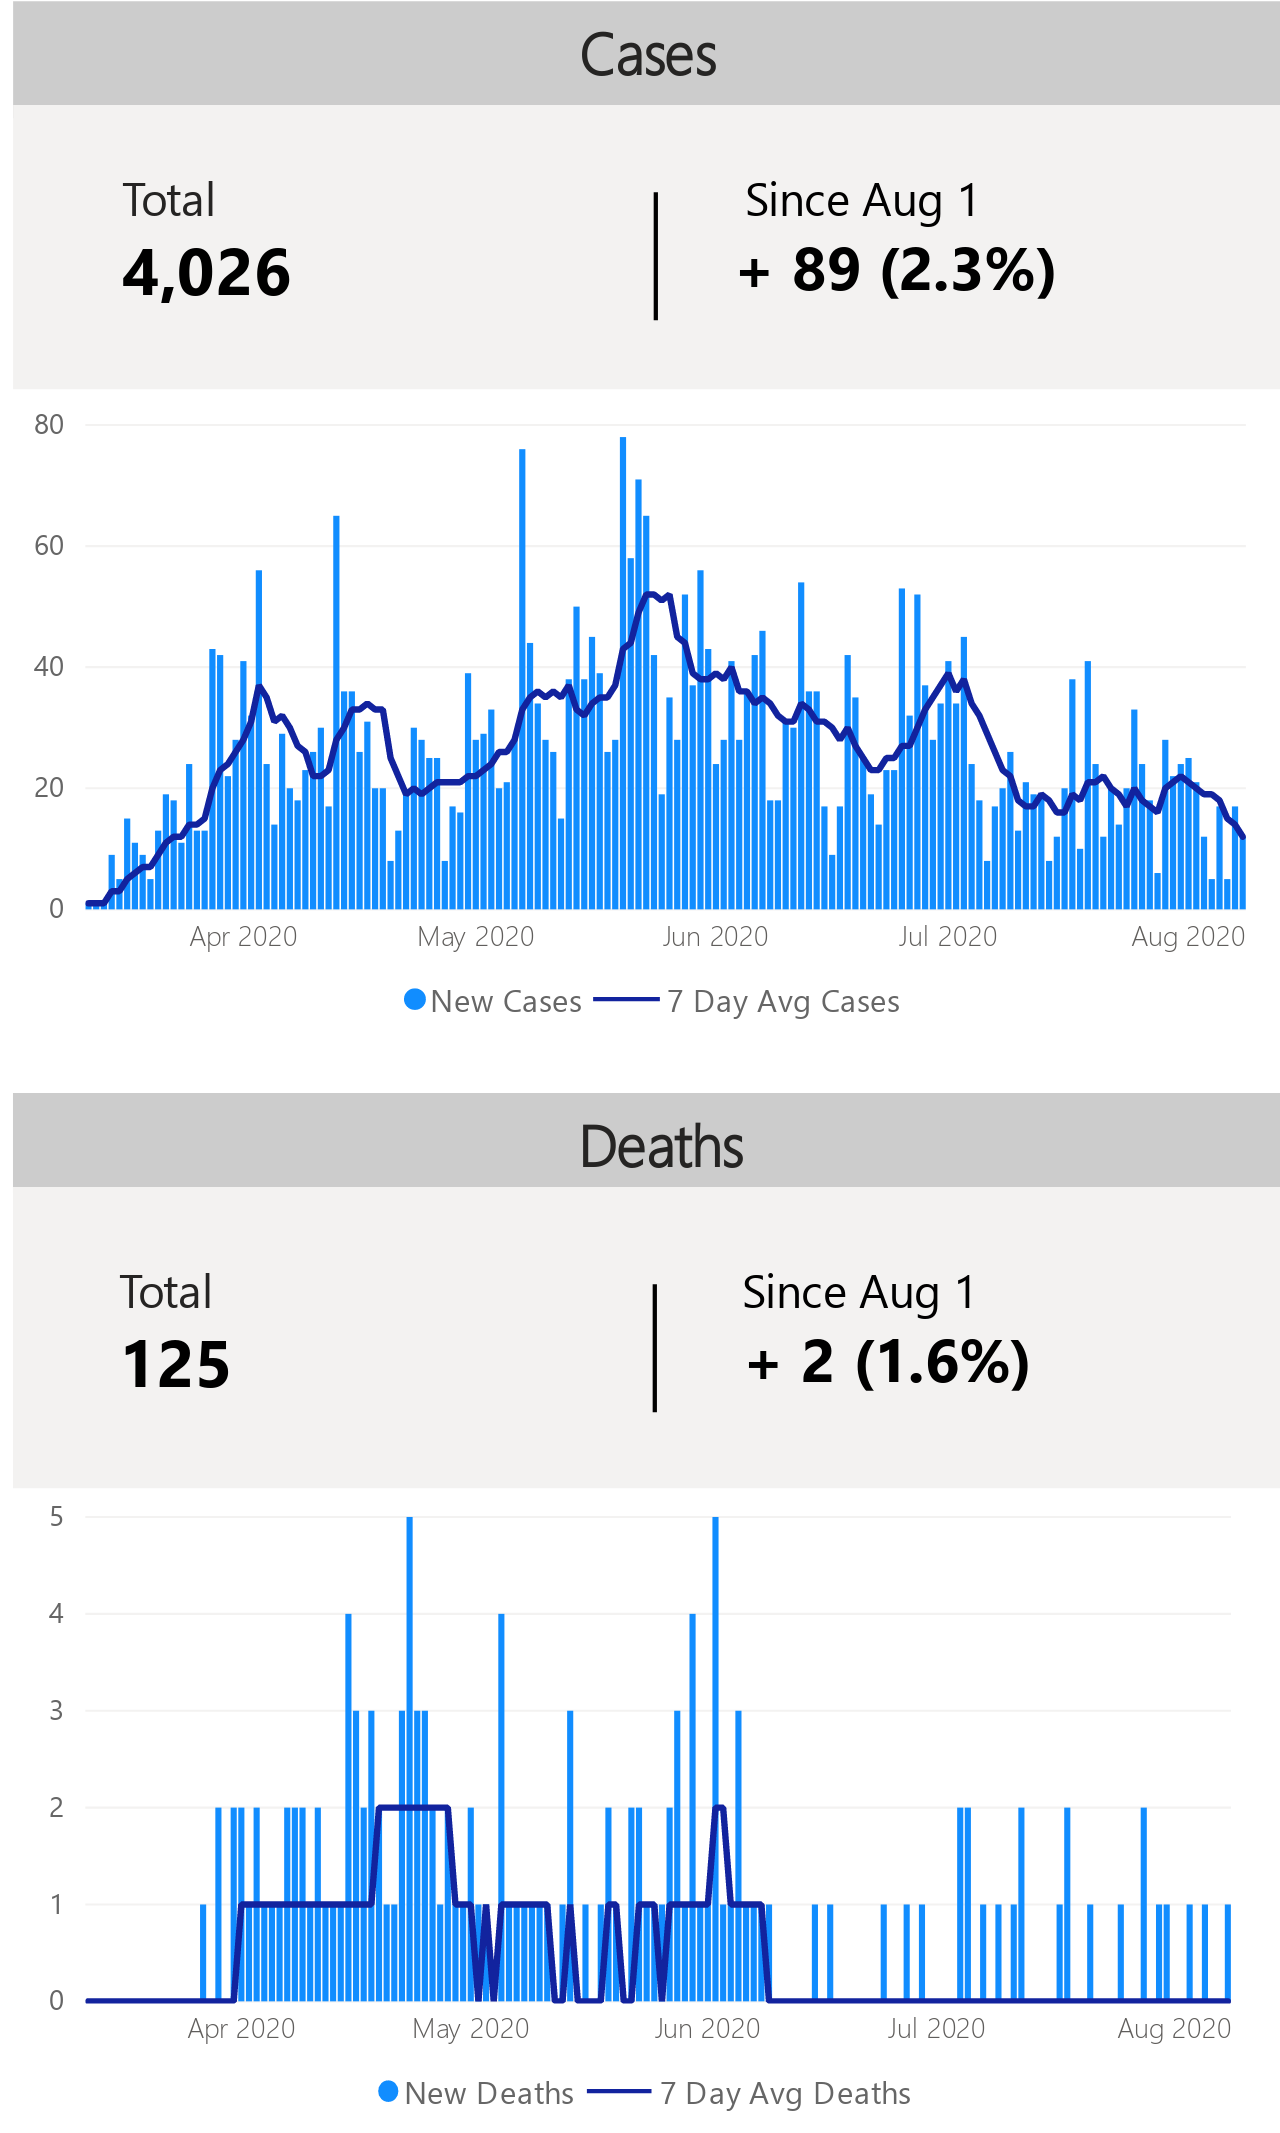 Cases
Total
Since Aug 1
4,026
+ 89 (2.3%)
80
60
40
20
0
Apr 2020
May 2020
Jun 2020
Jul 2020
Aug 2020
New Cases
7 Day Avg Cases
Deaths
Total
Since Aug 1
125
+ 2 (1.6%)
5
4
3
2
1
0
Apr 2020
May 2020
Jun 2020
Jul 2020
Aug 2020
New Deaths
7 Day Avg Deaths